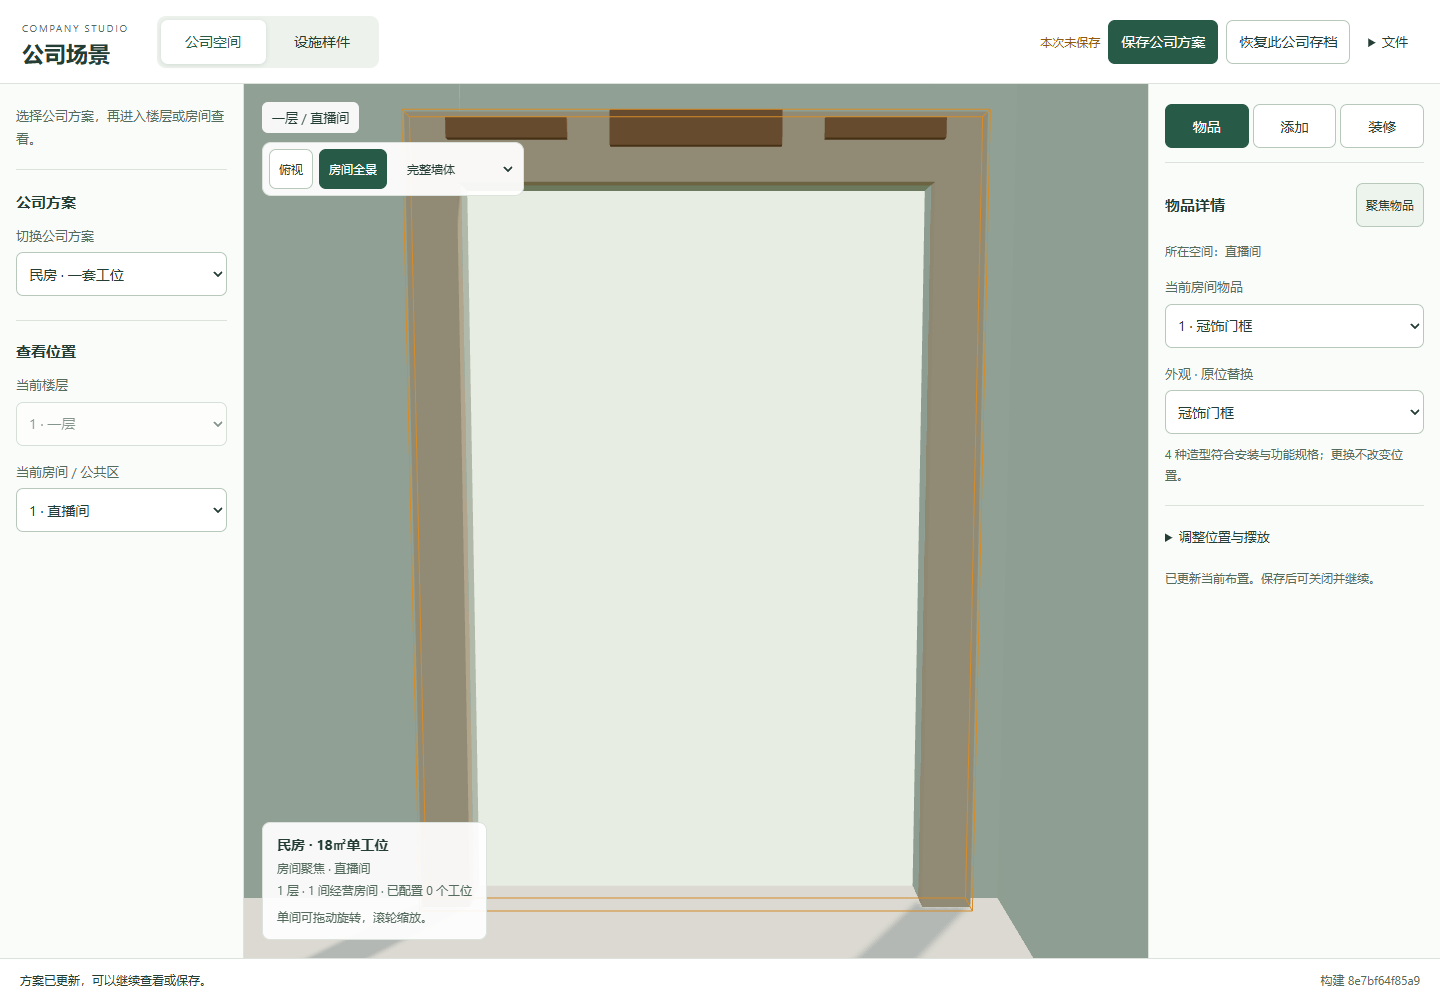 COMPANY STUDIO
公司场景
公司空间
设施样件
本次未保存
保存公司方案
恢复此公司存档
▶ 文件
选择公司方案，再进入楼层或房间查
看。
公司方案
切换公司方案
民房 · 一套工位
查看位置
当前楼层
1 · 一层
当前房间 / 公共区
1 · 直播间
一层 / 直播间
俯视
房间全景
完整墙体
民房 · 18㎡单工位
房间聚焦 · 直播间
1 层 · 1 间经营房间 · 已配置 0 个工位
单间可拖动旋转，滚轮缩放。
物品
添加
装修
物品详情
聚焦物品
所在空间：直播间
当前房间物品
1 · 冠饰门框
外观 · 原位替换
冠饰门框
4 种造型符合安装与功能规格；更换不改变位
置。
▶ 调整位置与摆放
已更新当前布置。保存后可关闭并继续。
方案已更新，可以继续查看或保存。
构建 8e7bf64f85a9